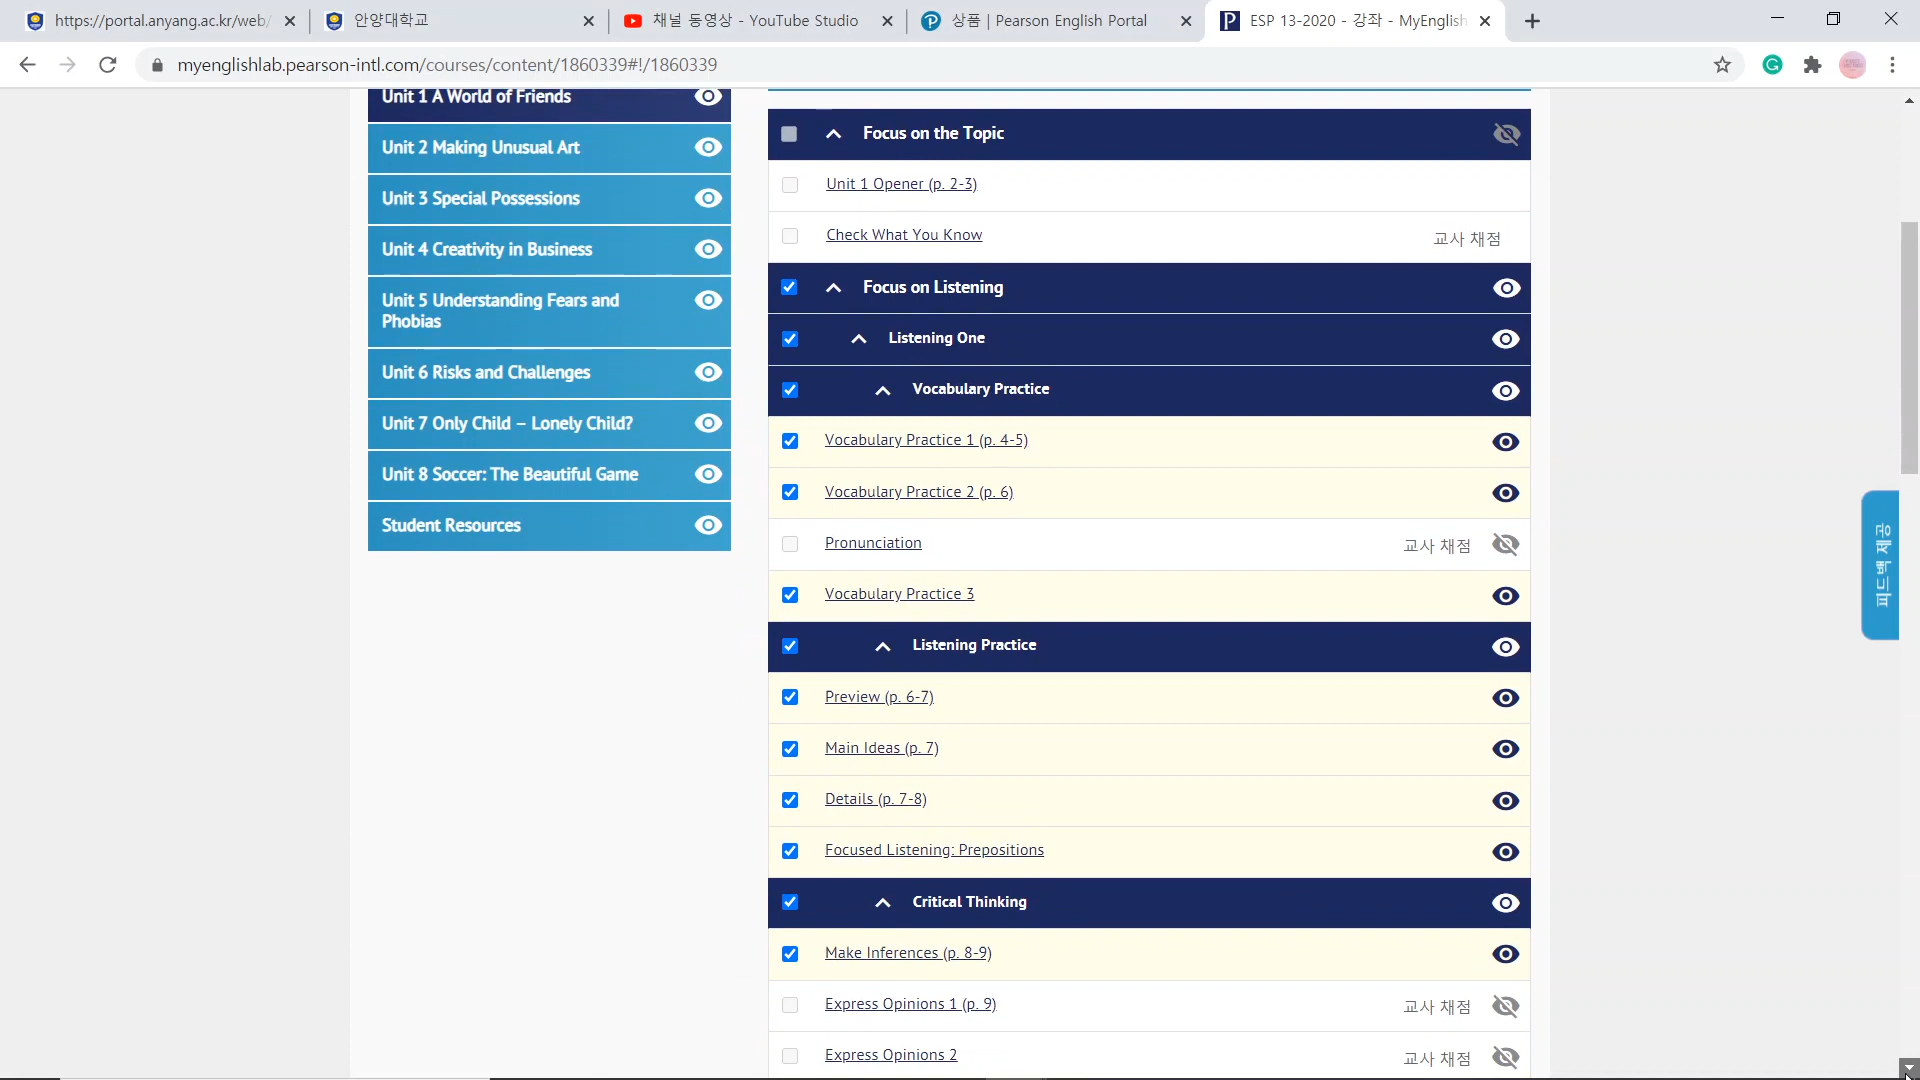 https://portal.anyang.ac.kr/web/
안양대학교
채널 동영상 - YouTube Studio
상품 | Pearson English Portal
ESP 13-2020 - 강좌 - MyEnglish
myenglishlab.pearson-intl.com/courses/content/1860339#!/1860339
Unit 1 A World of Friends
Unit 2 Making Unusual Art
Unit 3 Special Possessions
Unit 4 Creativity in Business
Unit 5 Understanding Fears and
Phobias
Unit 6 Risks and Challenges
Unit 7 Only Child – Lonely Child?
Unit 8 Soccer: The Beautiful Game
Student Resources
Focus on the Topic
Unit 1 Opener (p. 2-3)
Check What You Know 교사 채점
Focus on Listening
Listening One
Vocabulary Practice
Vocabulary Practice 1 (p. 4-5)
Vocabulary Practice 2 (p. 6)
Pronunciation 교사 채점
Vocabulary Practice 3
Listening Practice
Preview (p. 6-7)
Main Ideas (p. 7)
Details (p. 7-8)
Focused Listening: Prepositions
Critical Thinking
Make Inferences (p. 8-9)
Express Opinions 1 (p. 9) 교사 채점
Express Opinions 2 교사 채점
피드백 제공